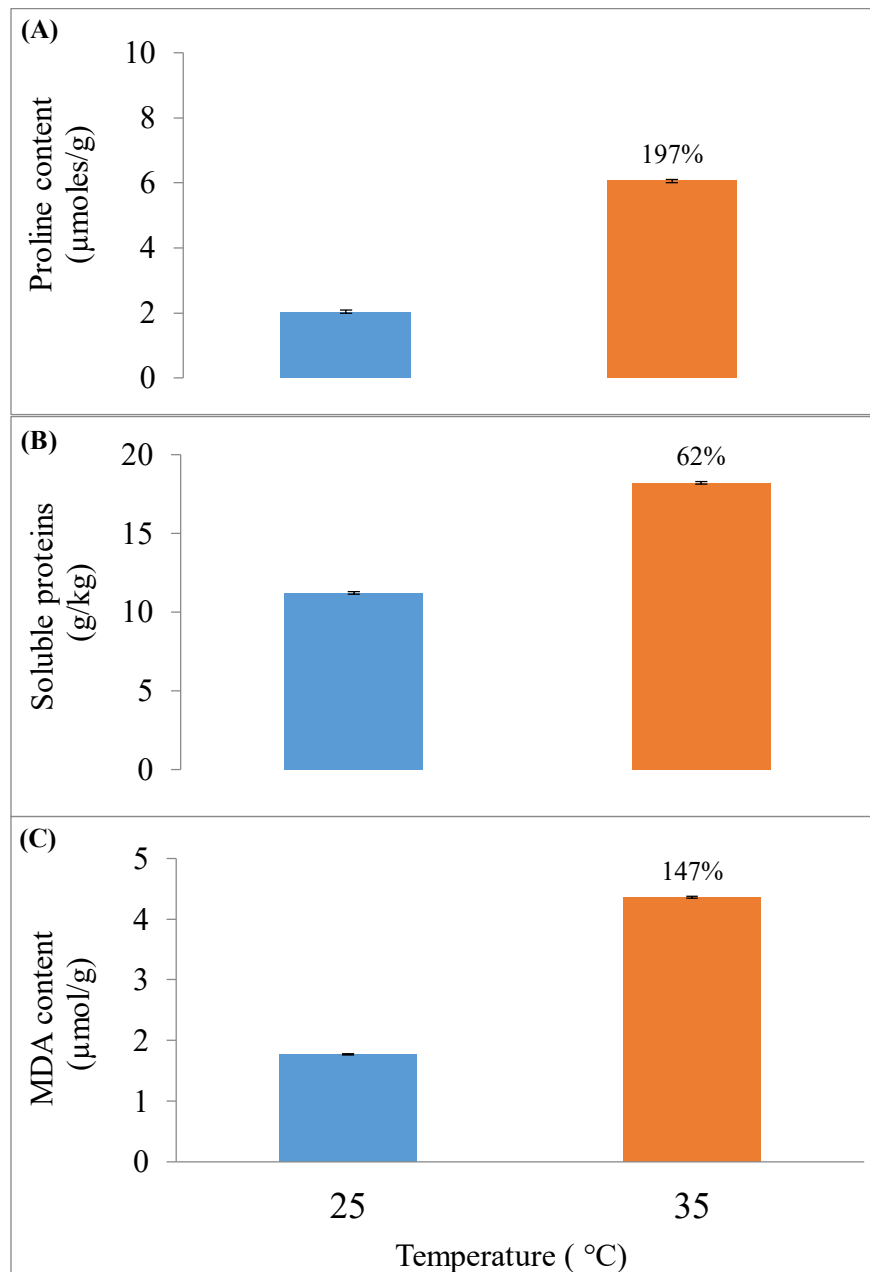 (A)
Proline content
(µmoles/g)
10
8
6
4
2
0
197%
(B)
Soluble proteins
(g/kg)
20
15
10
5
0
62%
(C)
MDA content
(µmol/g)
5
4
3
2
1
0
147%
25 35
Temperature ( °C)